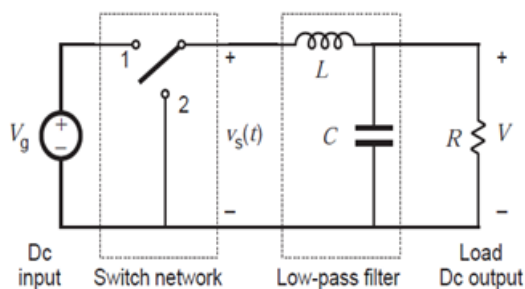 1
+
L
+
2
Vg
+
−
vs(t)
C
R
V
−
−
Dc
input
Switch network
Low-pass filter
Load
Dc output